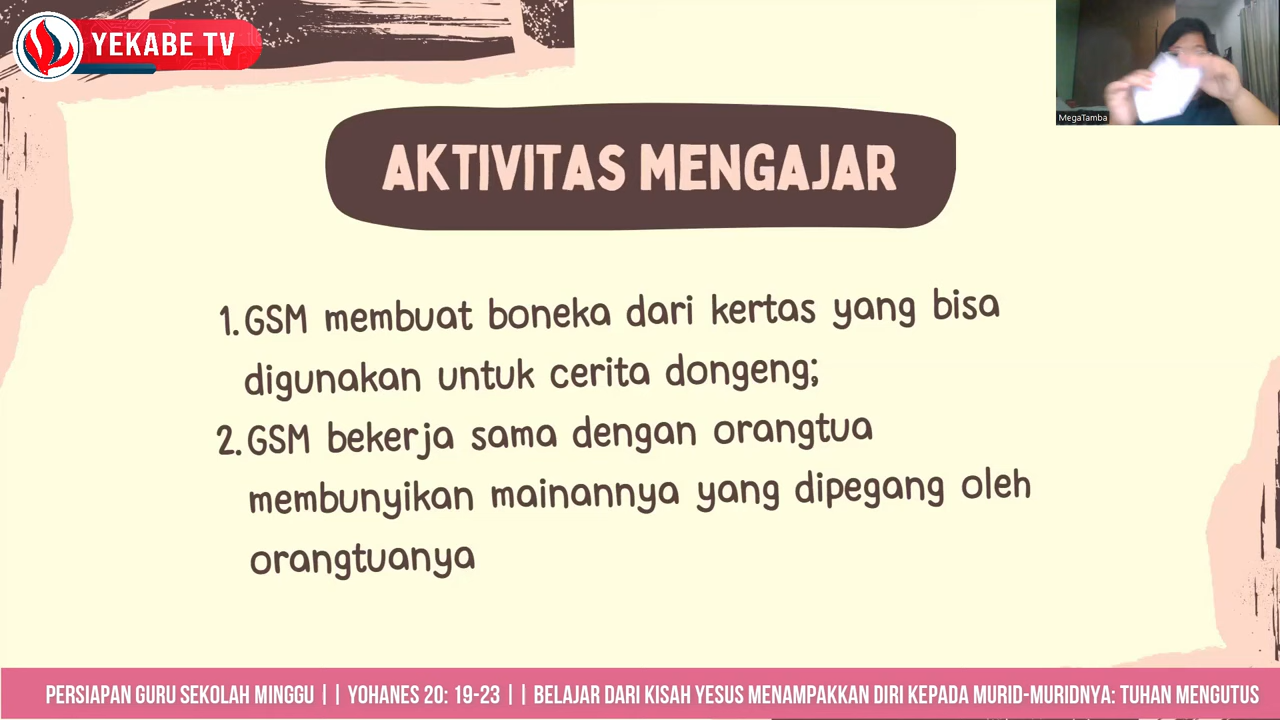 YEKABE TV
MegaTamba
AKTIVITAS MENGAJAR
1. GSM membuat boneka dari kertas yang bisa
digunakan untuk cerita dongeng;
2. GSM bekerja sama dengan orangtua
membunyikan mainannya yang dipegang oleh
orangtuanya
PERSIAPAN GURU SEKOLAH MINGGU || YOHANES 20: 19-23 || BELAJAR DARI KISAH YESUS MENAMPAKKAN DIRI KEPADA MURID-MURIDNYA: TUHAN MENGUTUS